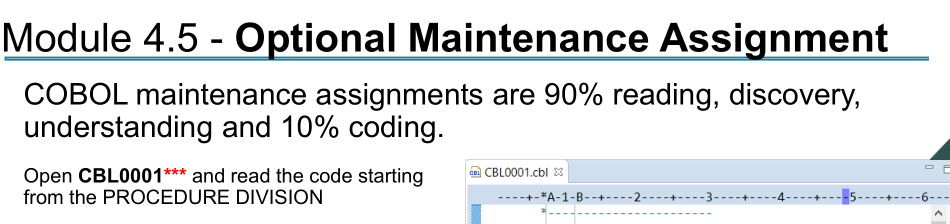 Module 4.5 - Optional Maintenance Assignment
COBOL maintenance assignments are 90% reading, discovery,
understanding and 10% coding.
Open CBL0001*** and read the code starting
from the PROCEDURE DIVISION
CBL0001.cbl
----+-*A-1-B--+----2----+----3----+----4----+----5----+----6--
*-----------------------